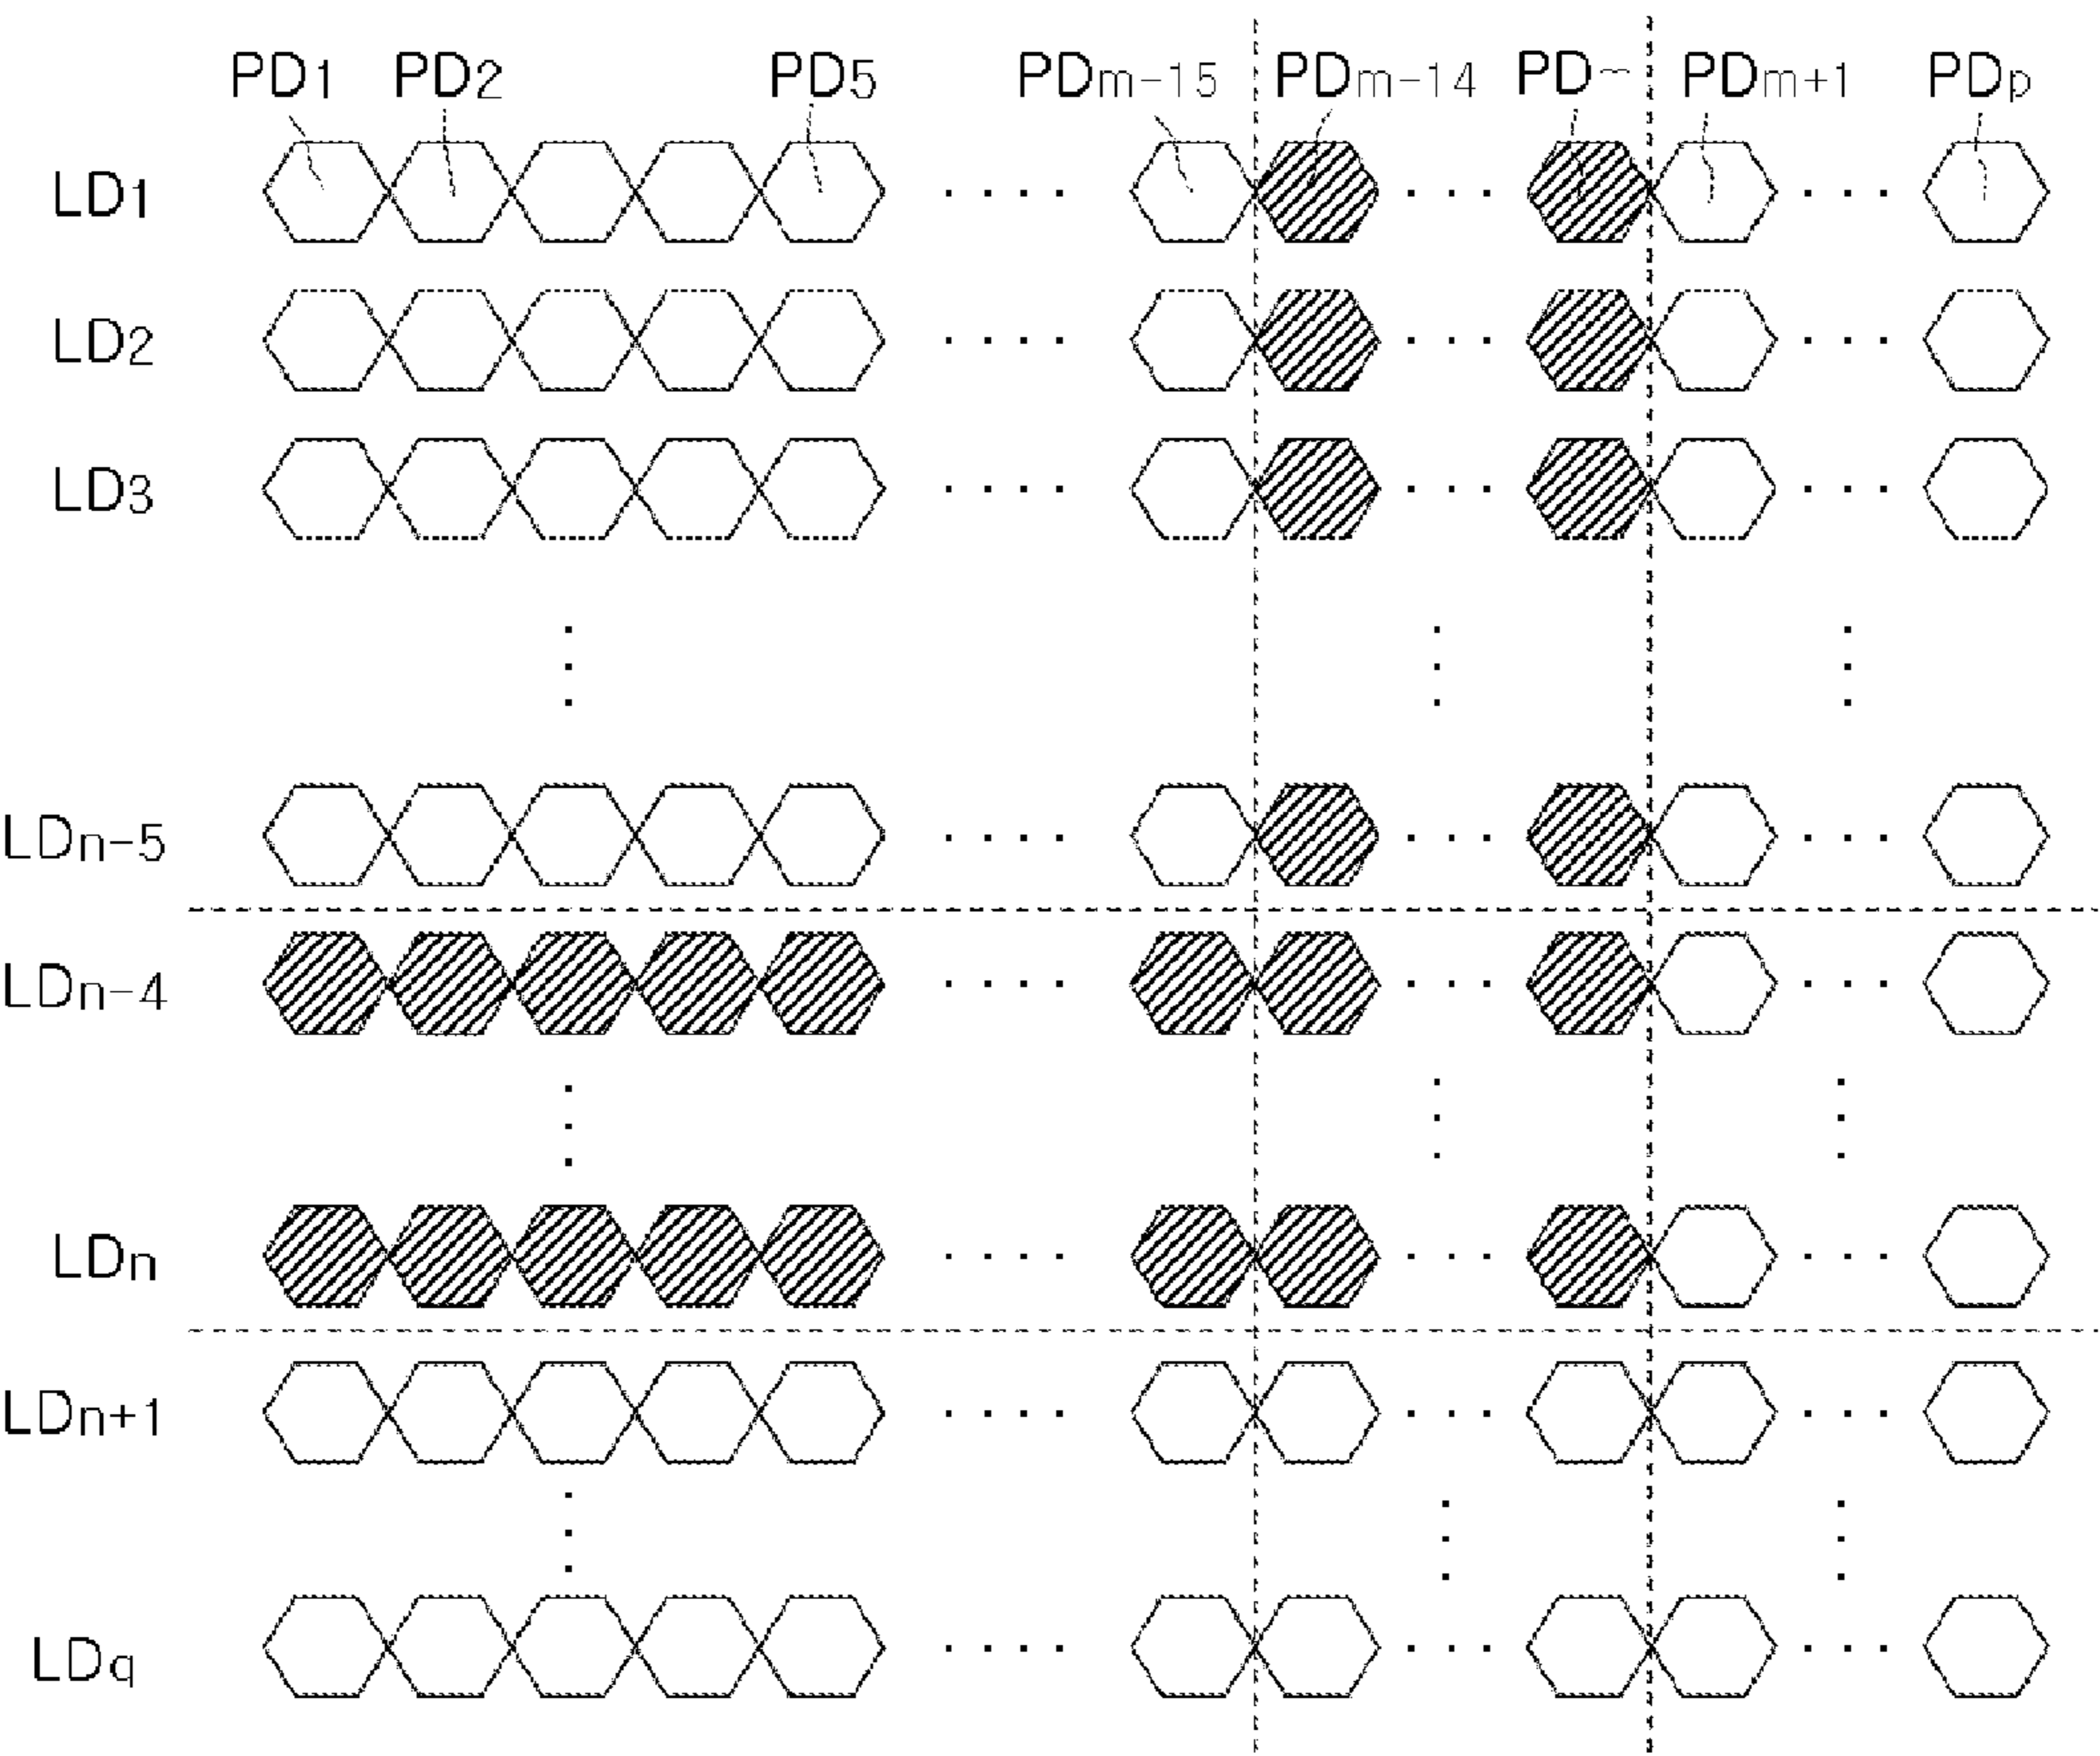 PD1 PD2 PD5 PDm-15 PDm-14 PD~ PDm+1 PDp
LD1
LD2
LD3
LDn-5
LDn-4
LDn
LDn+1
LDq